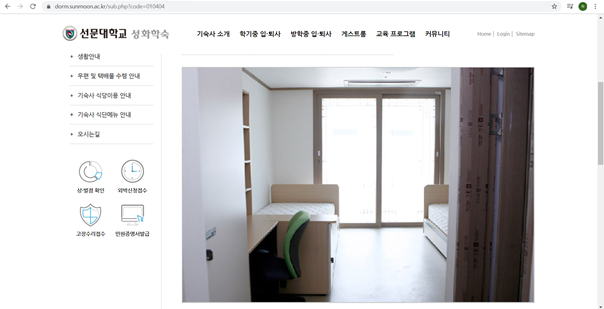 dorm.sunmoon.ac.kr/sub.php?code=010404
선문대학교 성화학숙
기숙사 소개 학기중 입·퇴사 방학중 입·퇴사 게스트룸 교육 프로그램 커뮤니티
Home | Login | Sitemap
생활안내
우편 및 택배물 수령 안내
기숙사 식당이용 안내
기숙사 식단메뉴 안내
오시는길
상·벌점 확인 외박신청접수
고장수리접수 민원증명서발급